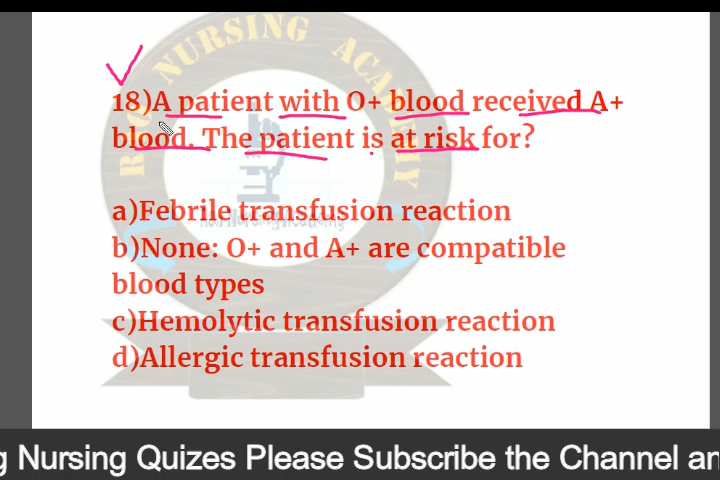 NURSING ACADEMY
18)A patient with O+ blood received A+
blood. The patient is at risk for?
a)Febrile transfusion reaction
b)None: O+ and A+ are compatible
blood types
c)Hemolytic transfusion reaction
d)Allergic transfusion reaction
g Nursing Quizes Please Subscribe the Channel an